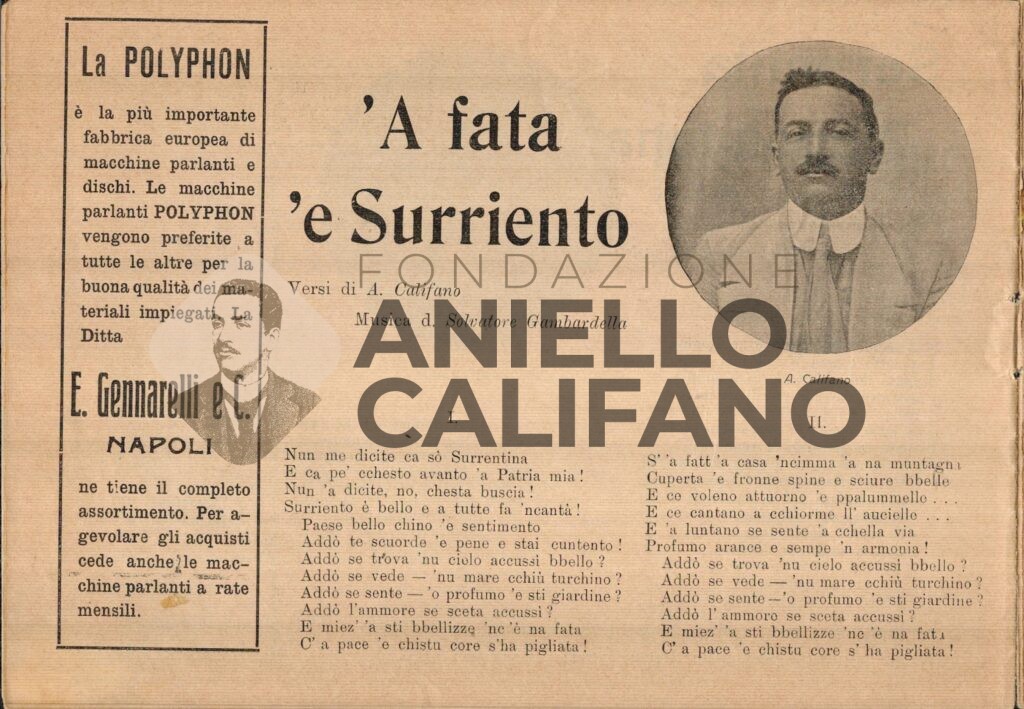 La POLYPHON
è la più importante
fabbrica europea di
macchine parlanti e
dischi. Le macchine
parlanti POLYPHON
vengono preferite a
tutte le altre per la
buona qualità dei ma-
teriali impiegati. La
Ditta
E. Gennarelli e C.
NAPOLI
ne tiene il completo
assortimento. Per a-
gevolare gli acquisti
cede anche le mac-
chine parlanti a rate
mensili.
'A fata
'e Surriento
Versi di A. Califano
Musica d. Salvatore Gambardella
A. Califano
FONDAZIONE
ANIELLO
CALIFANO
I.
Nun me dicite ca sò Surrentina
E ca pe' cchesto avanto 'a Patria mia!
Nun 'a dicite, no, chesta buscia!
Surriento è bello e a tutte fa 'ncantà!
Paese bello chino 'e sentimento
Addò te scuorde 'e pene e stai cuntento!
Addò se trova 'nu cielo accussì bbello?
Addò se vede — 'nu mare cchiù turchino?
Addò se sente — 'o profumo 'e sti giardine?
Addò l'ammore se sceta accussì?
E miez' 'a sti bbellizze 'nc 'è na fata
C' a pace 'e chistu core s'ha pigliata!
II.
S' 'a fatt 'a casa 'ncimma 'a na muntagna
Cuperta 'e fronne spine e sciure bbelle
E ce voleno attuorno 'e ppalummelle . . .
E ce cantano a cchiorme ll' aucielle . . .
E 'a luntano se sente 'a cchella via
Profumo arance e sempe 'n armonia!
Addò se trova 'nu cielo accussì bbello?
Addò se vede — 'nu mare cchiù turchino?
Addò se sente — 'o profumo 'e sti giardine?
Addò l'ammore se sceta accussì?
E miez' 'a sti bbellizze 'nc 'è na fata
C' a pace 'e chistu core s'ha pigliata!